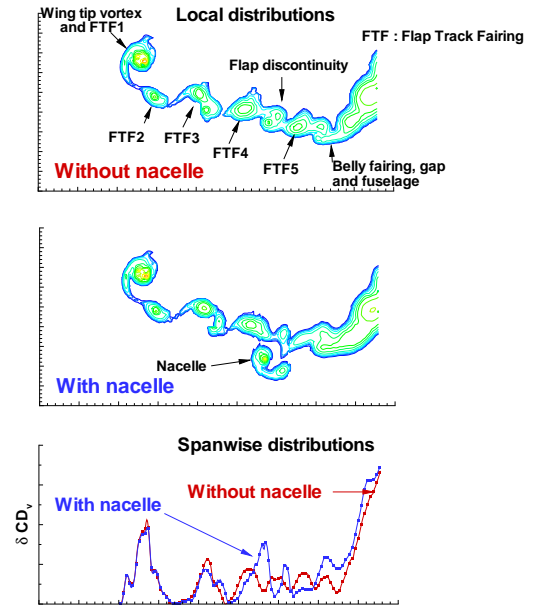 Wing tip vortex
and FTF1
Local distributions
FTF : Flap Track Fairing
Flap discontinuity
FTF2
FTF3
FTF4
FTF5
Belly fairing, gap
and fuselage
Without nacelle
Nacelle
With nacelle
Spanwise distributions
Without nacelle
With nacelle
δ CDv